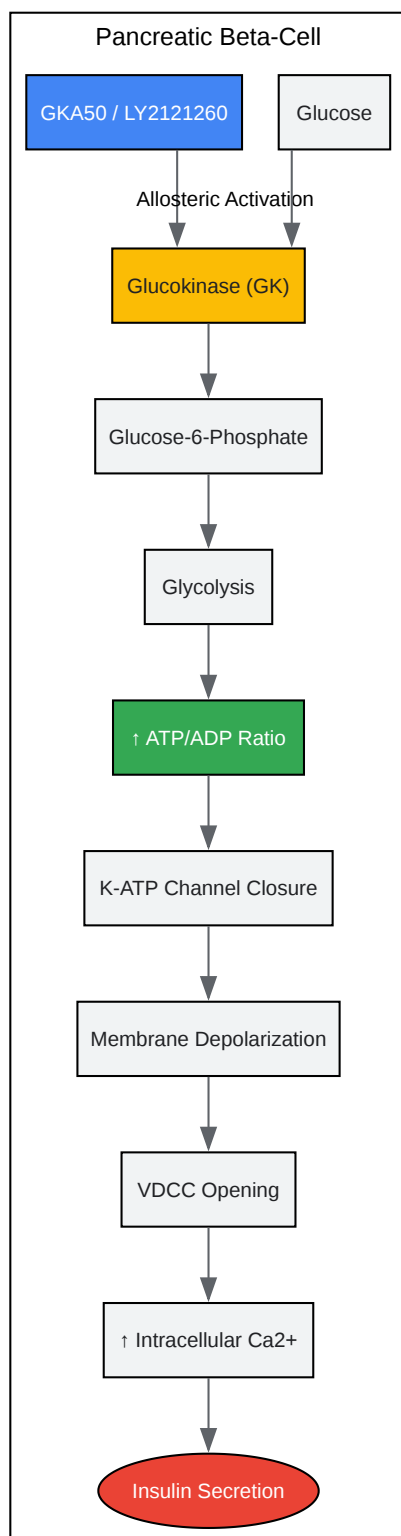 Pancreatic Beta-Cell
GKA50 / LY2121260
Glucose
Allosteric Activation
Glucokinase (GK)
Glucose-6-Phosphate
Glycolysis
↑ ATP/ADP Ratio
K-ATP Channel Closure
Membrane Depolarization
VDCC Opening
↑ Intracellular Ca2+
Insulin Secretion